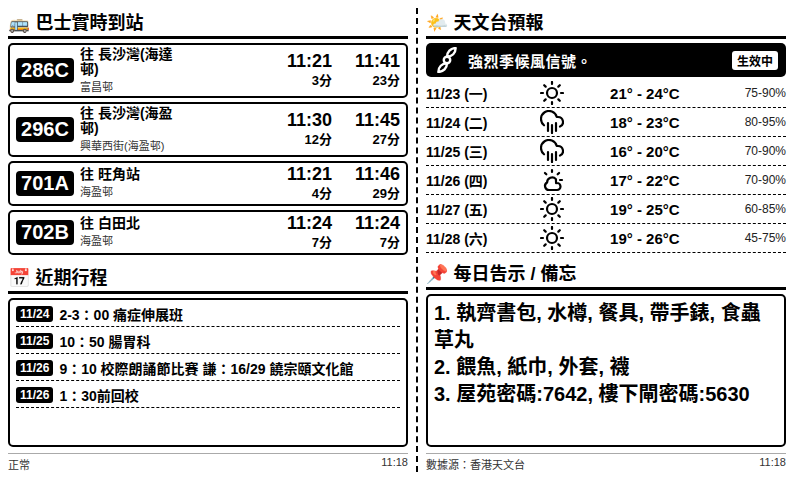 巴士實時到站
286C
往 長沙灣(海達
邨)
富昌邨
11:21
11:41
3分
23分
296C
往 長沙灣(海盈
邨)
興華西街(海盈邨)
11:30
11:45
12分
27分
701A
往 旺角站
海盈邨
11:21
11:46
4分
29分
702B
往 白田北
海盈邨
11:24
11:24
7分
7分
近期行程
11/24 2-3：00 痛症伸展班
11/25 10：50 腸胃科
11/26 9：10 校際朗誦節比賽 謙：16/29 饒宗頤文化館
11/26 1：30前回校
正常 11:18
天文台預報
強烈季候風信號。 生效中
11/23 (一) 21° - 24°C 75-90%
11/24 (二) 18° - 23°C 80-95%
11/25 (三) 16° - 20°C 70-90%
11/26 (四) 17° - 22°C 70-90%
11/27 (五) 19° - 25°C 60-85%
11/28 (六) 19° - 26°C 45-75%
每日告示 / 備忘
1. 執齊書包, 水樽, 餐具, 帶手錶, 食蟲
草丸
2. 餵魚, 紙巾, 外套, 襪
3. 屋苑密碼:7642, 樓下閘密碼:5630
數據源：香港天文台 11:18